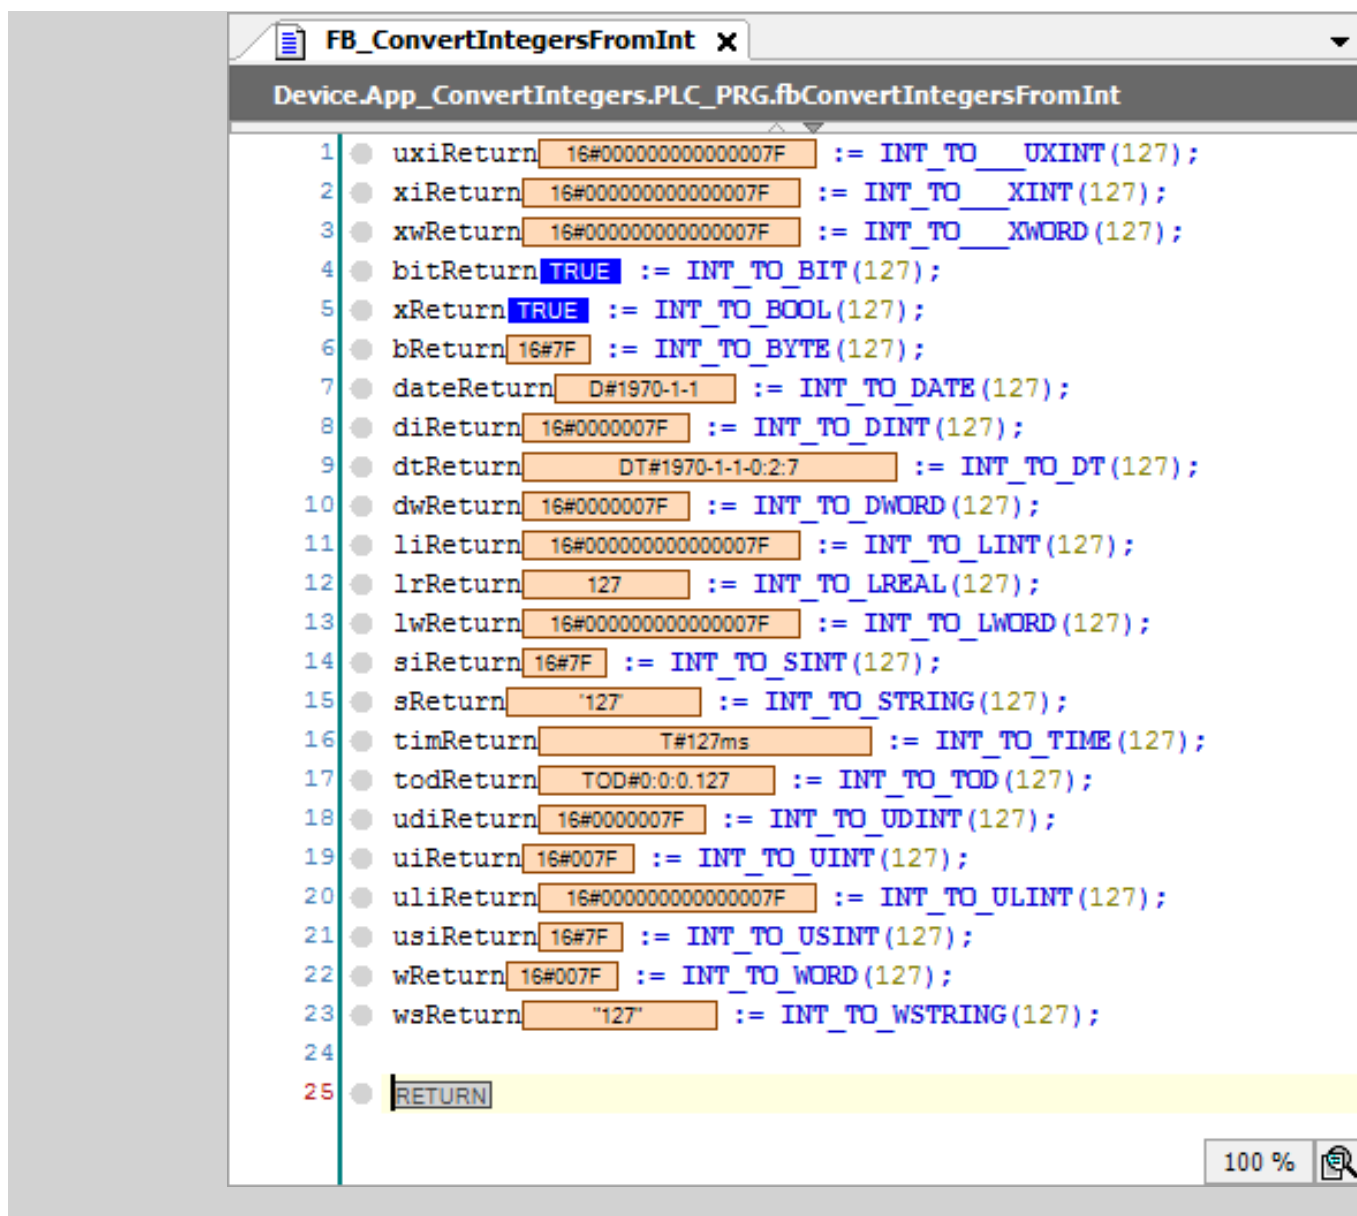 FB_ConvertIntegersFromInt
Device.App_ConvertIntegers.PLC_PRG.fbConvertIntegersFromInt
1 uxiReturn 16#000000000000007F := INT_TO___UXINT(127);
2 xiReturn 16#000000000000007F := INT_TO___XINT(127);
3 xwReturn 16#000000000000007F := INT_TO___XWORD(127);
4 bitReturn TRUE := INT_TO_BIT(127);
5 xReturn TRUE := INT_TO_BOOL(127);
6 bReturn 16#7F := INT_TO_BYTE(127);
7 dateReturn D#1970-1-1 := INT_TO_DATE(127);
8 diReturn 16#0000007F := INT_TO_DINT(127);
9 dtReturn DT#1970-1-1-0:2:7 := INT_TO_DT(127);
10 dwReturn 16#0000007F := INT_TO_DWORD(127);
11 liReturn 16#000000000000007F := INT_TO_LINT(127);
12 lrReturn 127 := INT_TO_LREAL(127);
13 lwReturn 16#000000000000007F := INT_TO_LWORD(127);
14 siReturn 16#7F := INT_TO_SINT(127);
15 sReturn '127' := INT_TO_STRING(127);
16 timReturn T#127ms := INT_TO_TIME(127);
17 todReturn TOD#0:0:0.127 := INT_TO_TOD(127);
18 udiReturn 16#0000007F := INT_TO_UDINT(127);
19 uiReturn 16#007F := INT_TO_UINT(127);
20 uliReturn 16#000000000000007F := INT_TO_ULINT(127);
21 usiReturn 16#7F := INT_TO_USINT(127);
22 wReturn 16#007F := INT_TO_WORD(127);
23 wsReturn "127" := INT_TO_WSTRING(127);
24
25 RETURN
100 %